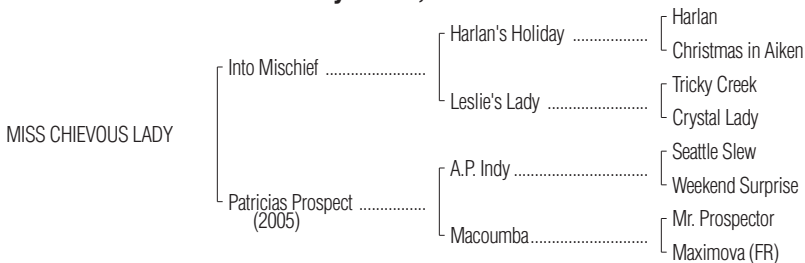 Harlan
Harlan's Holiday ..................
Christmas in Aiken
Into Mischief ........................
Tricky Creek
Leslie's Lady ........................
Crystal Lady
MISS CHIEVOUS LADY
Seattle Slew
A.P. Indy ................................
Weekend Surprise
Patricias Prospect ................
(2005)
Mr. Prospector
Macoumba............................
Maximova (FR)